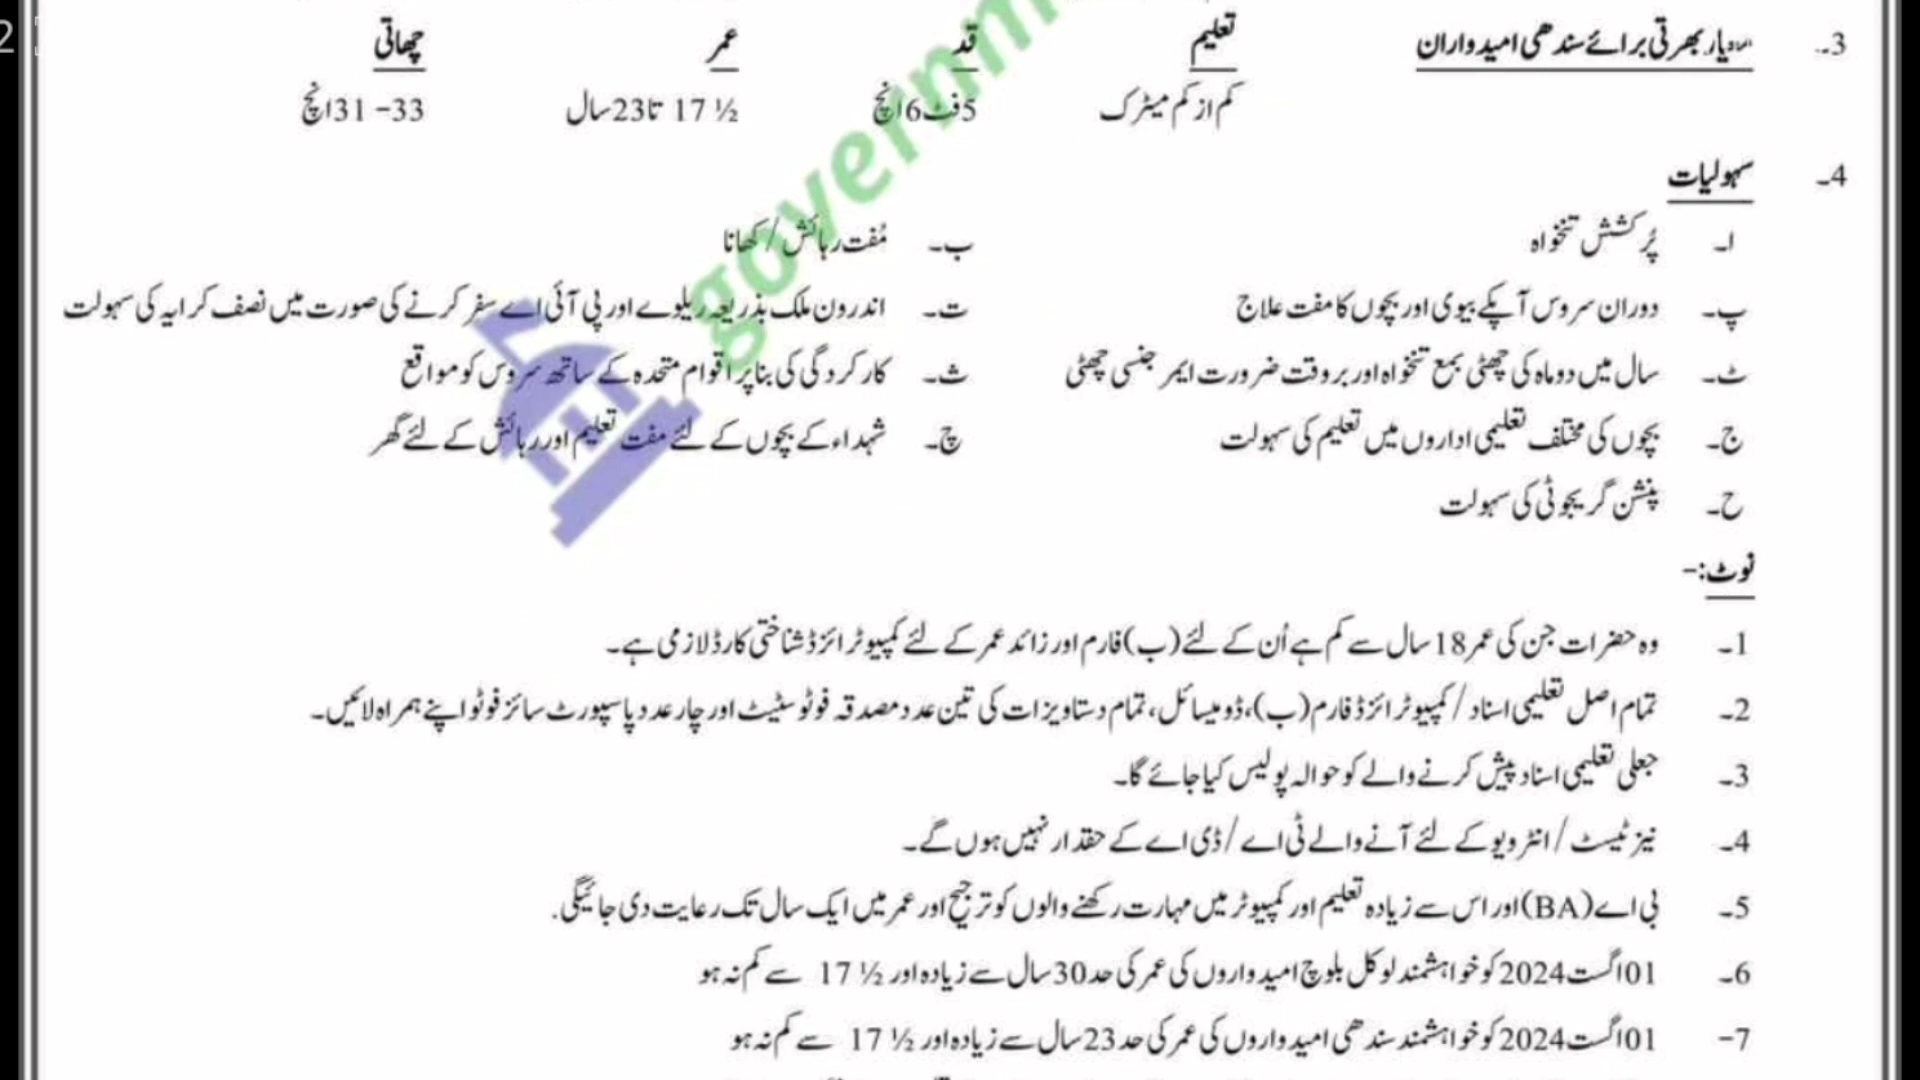 3۔ معیار بھرتی برائے سندھی امیدواران تعلیم قد عمر چھاتی
کم از کم میٹرک 5فٹ6انچ ½ 17 تا23سال 33– 31انچ
4۔ سہولیات
ا۔ پُرکشش تنخواہ ب۔ مُفت رہائش/کھانا
پ۔ دوران سروس آپکے بیوی اور بچوں کا مفت علاج ت۔ اندرون ملک بذریعہ ریلوے اور پی آئی اے سفر کرنے کی صورت میں نصف کرایہ کی سہولت
ٹ۔ سال میں دو ماہ کی چھٹی بمع تنخواہ اور بروقت ضرورت ایمرجنسی چھٹی ث۔ کارکردگی کی بنا پر اقوام متحدہ کے ساتھ سروس کو مواقع
ج۔ بچوں کی مختلف تعلیمی اداروں میں تعلیم کی سہولت چ۔ شہداء کے بچوں کے لئے مفت تعلیم اور رہائش کے لئے گھر
ح۔ پنشن گریجوٹی کی سہولت
نوٹ:–
1۔ وہ حضرات جن کی عمر 18 سال سے کم ہے اُن کے لئے (ب) فارم اور زائد عمر کے لئے کمپیوٹرائزڈ شناختی کارڈ لازمی ہے۔
2۔ تمام اصل تعلیمی اسناد/کمپیوٹرائزڈ فارم (ب)، ڈومیسائل، تمام دستاویزات کی تین عدد مصدقہ فوٹوسٹیٹ اور چار عدد پاسپورٹ سائز فوٹو اپنے ہمراہ لائیں۔
3۔ جعلی تعلیمی اسناد پیش کرنے والے کو حوالہ پولیس کیا جائے گا۔
4۔ نیز ٹیسٹ/انٹرویو کے لئے آنے والے ٹی اے/ڈی اے کے حقدار نہیں ہوں گے۔
5۔ بی اے (BA) اور اس سے زیادہ تعلیم اور کمپیوٹر میں مہارت رکھنے والوں کو ترجیح اور عمر میں ایک سال تک رعایت دی جائیگی.
6۔ 01اگست2024 کو خواہشمند لوکل بلوچ امیدواروں کی عمر کی حد 30 سال سے زیادہ اور ½ 17 سے کم نہ ہو
7– 01اگست2024 کو خواہشمند سندھی امیدواروں کی عمر کی حد 23 سال سے زیادہ اور ½ 17 سے کم نہ ہو
governm
2